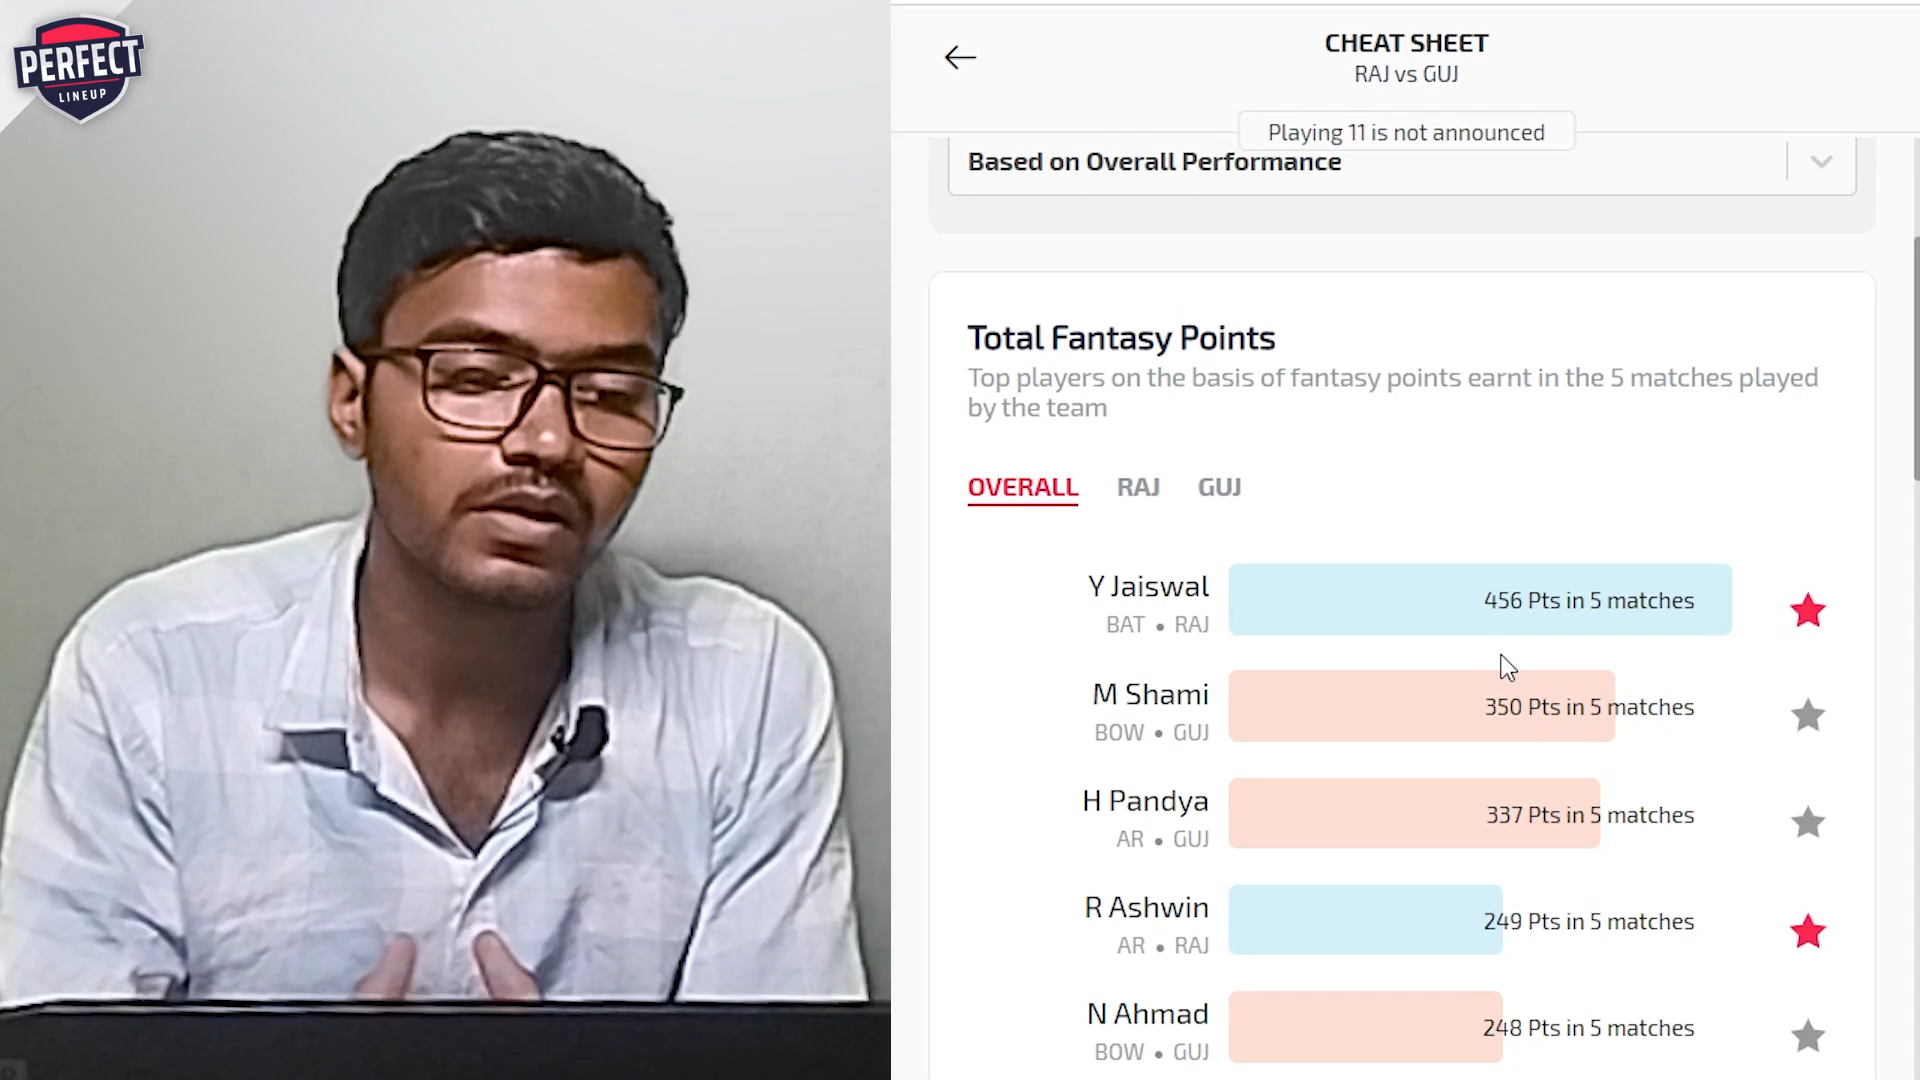 PERFECT
LINEUP
CHEAT SHEET
RAJ vs GUJ
Playing 11 is not announced
Based on Overall Performance
Total Fantasy Points
Top players on the basis of fantasy points earnt in the 5 matches played
by the team
OVERALL RAJ GUJ
Y Jaiswal
BAT • RAJ
456 Pts in 5 matches
M Shami
BOW • GUJ
350 Pts in 5 matches
H Pandya
AR • GUJ
337 Pts in 5 matches
R Ashwin
AR • RAJ
249 Pts in 5 matches
N Ahmad
BOW • GUJ
248 Pts in 5 matches